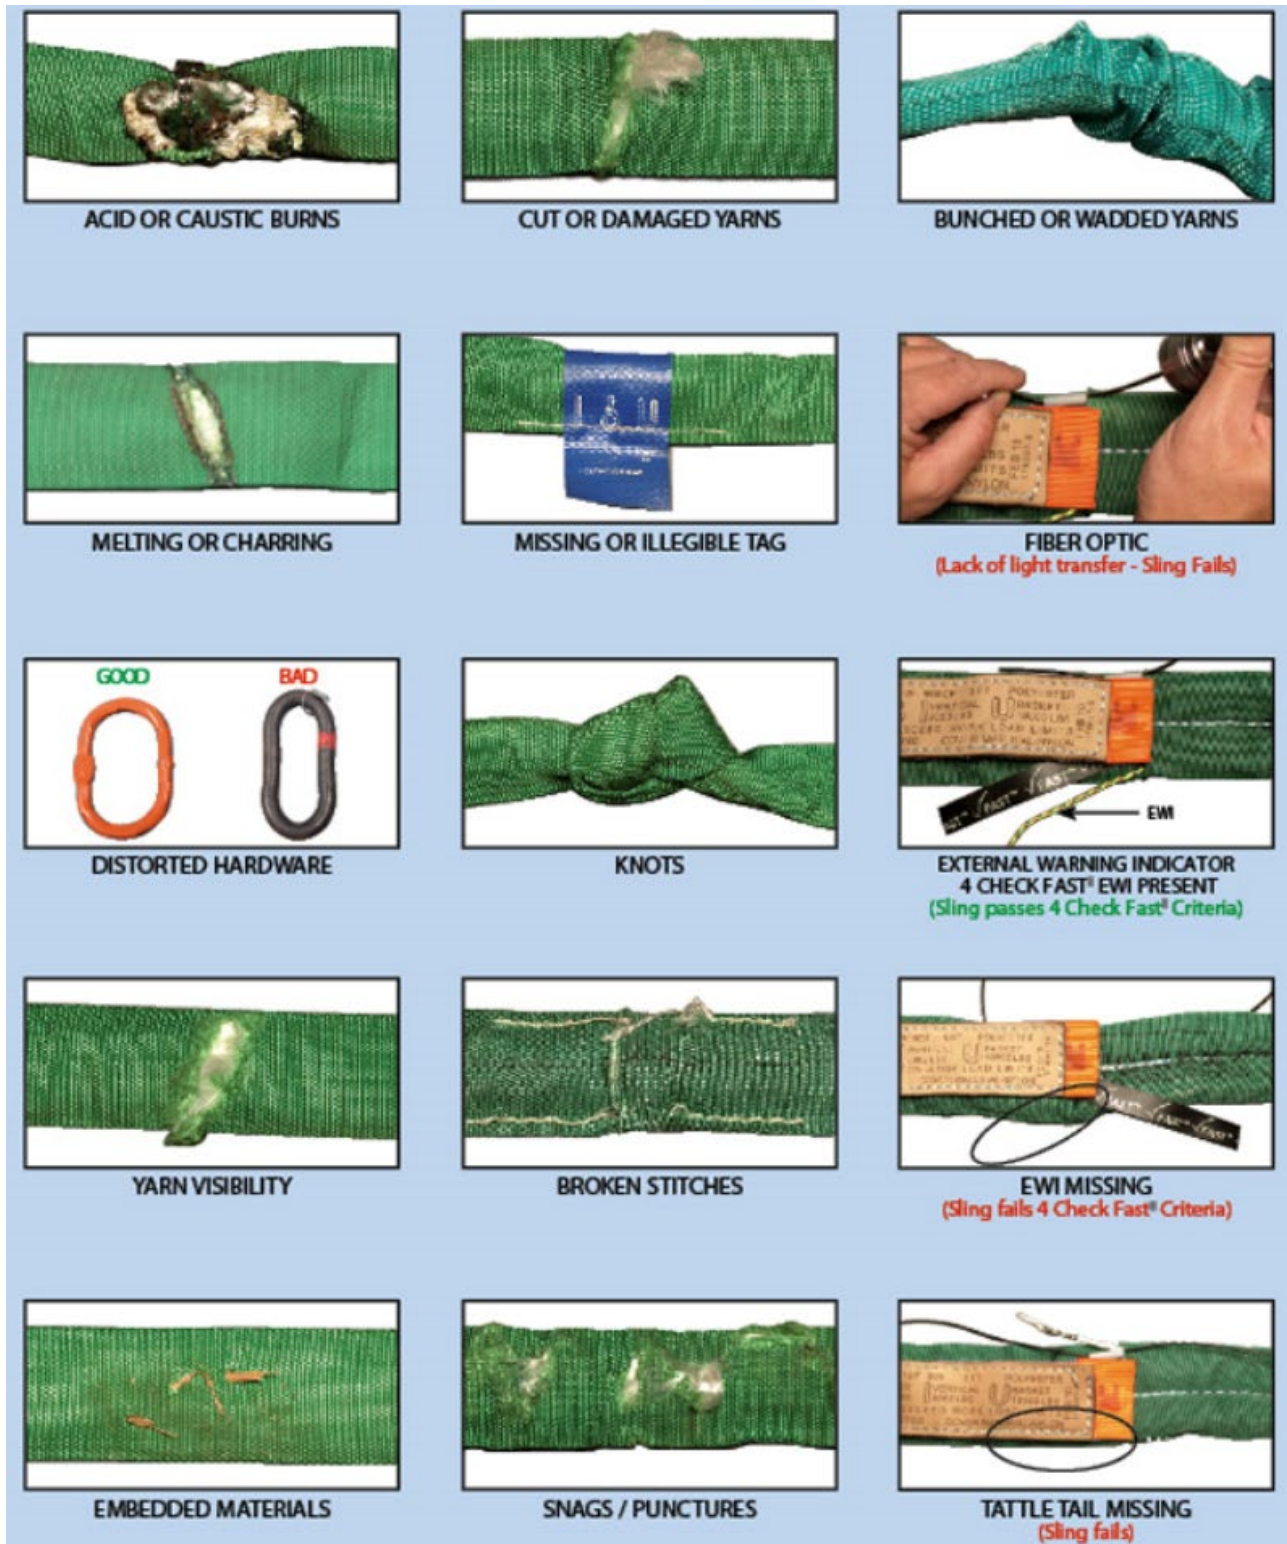 ACID OR CAUSTIC BURNS
CUT OR DAMAGED YARNS
BUNCHED OR WADDED YARNS
MELTING OR CHARRING
MISSING OR ILLEGIBLE TAG
FIBER OPTIC
(Lack of light transfer - Sling Fails)
GOOD
BAD
DISTORTED HARDWARE
KNOTS
EWI
EXTERNAL WARNING INDICATOR
4 CHECK FAST EWI PRESENT
(Sling passes 4 Check Fast Criteria)
YARN VISIBILITY
BROKEN STITCHES
EWI MISSING
(Sling fails 4 Check Fast Criteria)
EMBEDDED MATERIALS
SNAGS / PUNCTURES
TATTLE TAIL MISSING
(Sling fails)